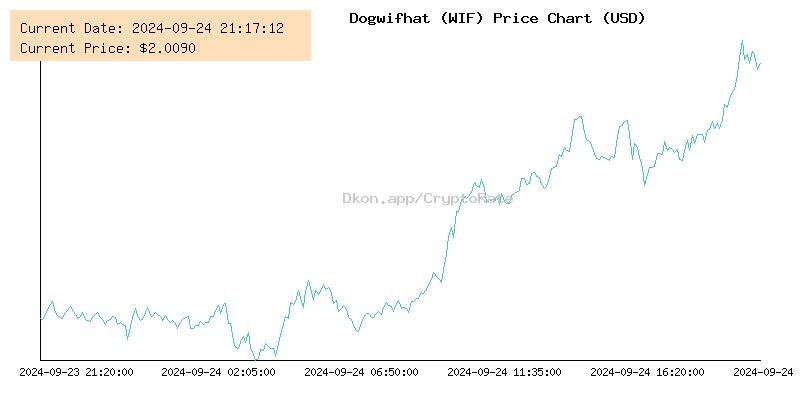 Dogwifhat (WIF) Price Chart (USD)
Current Date: 2024-09-24 21:17:12
Current Price: $2.0090
Dkon.app/CryptoRate
2024-09-23 21:20:00
2024-09-24 02:05:00
2024-09-24 06:50:00
2024-09-24 11:35:00
2024-09-24 16:20:00
2024-09-24